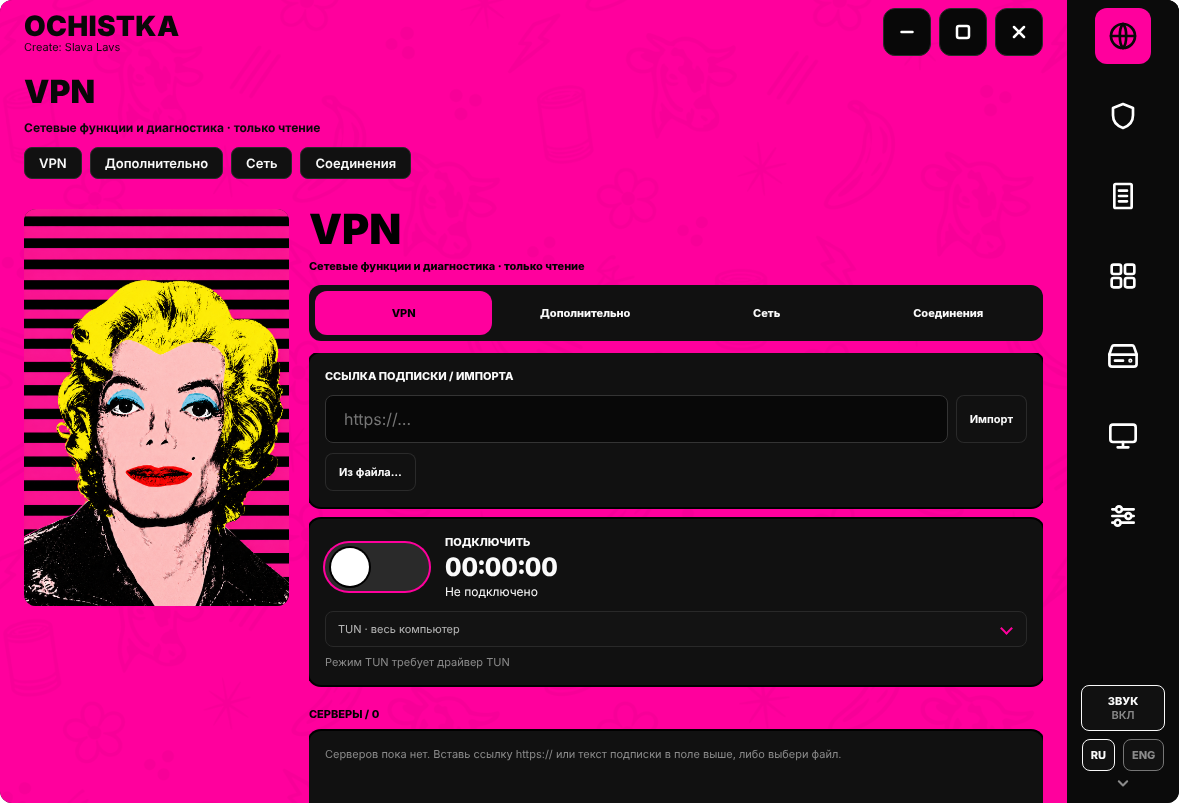 OCHISTKA
Create: Slava Lavs
VPN
Сетевые функции и диагностика · только чтение
VPN
Дополнительно
Сеть
Соединения
VPN
Сетевые функции и диагностика · только чтение
VPN
Дополнительно
Сеть
Соединения
ССЫЛКА ПОДПИСКИ / ИМПОРТА
https://...
Импорт
Из файла...
ПОДКЛЮЧИТЬ
00:00:00
Не подключено
TUN · весь компьютер
Режим TUN требует драйвер TUN
СЕРВЕРЫ / 0
Серверов пока нет. Вставь ссылку https:// или текст подписки в поле выше, либо выбери файл.
ЗВУК
ВКЛ
RU
ENG